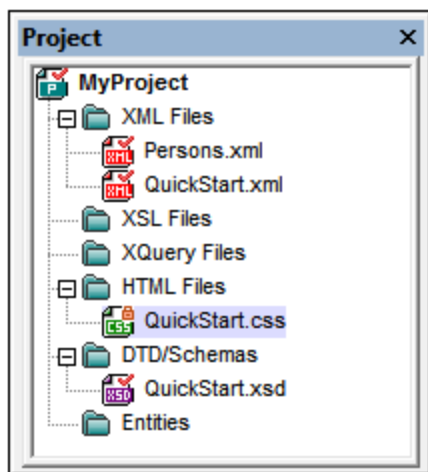 Project
MyProject
XML Files
Persons.xml
QuickStart.xml
XSL Files
XQuery Files
HTML Files
QuickStart.css
DTD/Schemas
QuickStart.xsd
Entities